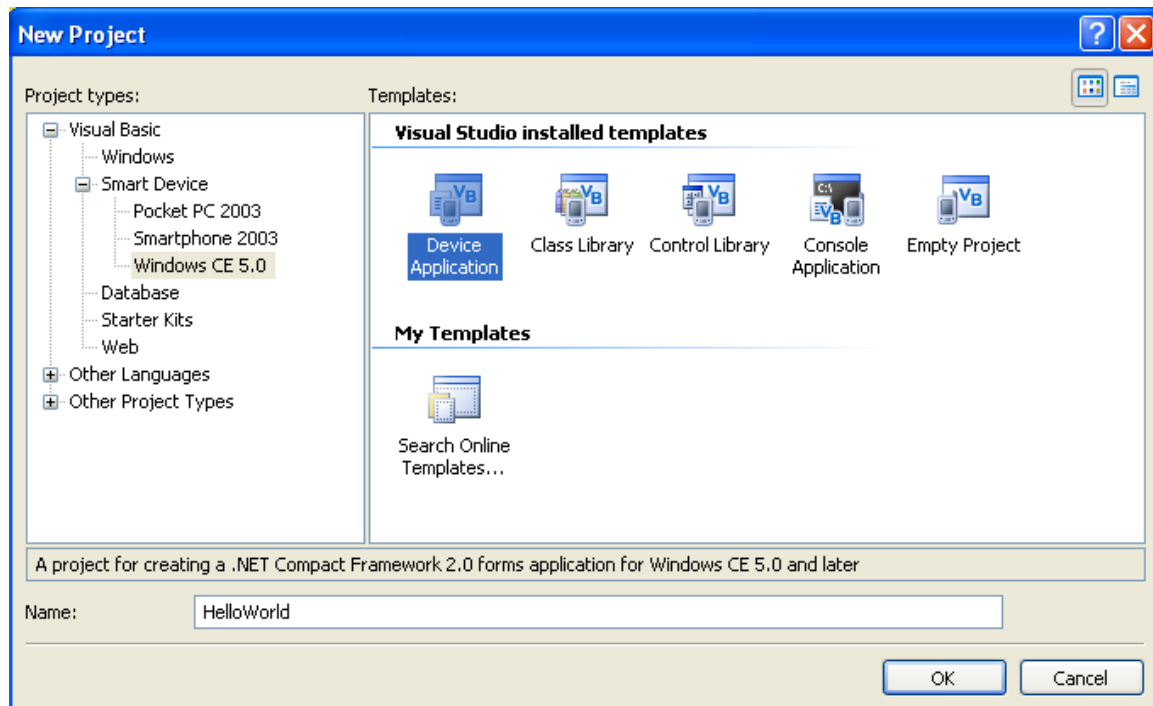 New Project
Project types:
Templates:
Visual Basic
Windows
Smart Device
Pocket PC 2003
Smartphone 2003
Windows CE 5.0
Database
Starter Kits
Web
Other Languages
Other Project Types
Visual Studio installed templates
Device
Application
Class Library
Control Library
Console
Application
Empty Project
My Templates
Search Online
Templates...
A project for creating a .NET Compact Framework 2.0 forms application for Windows CE 5.0 and later
Name:
HelloWorld
OK
Cancel